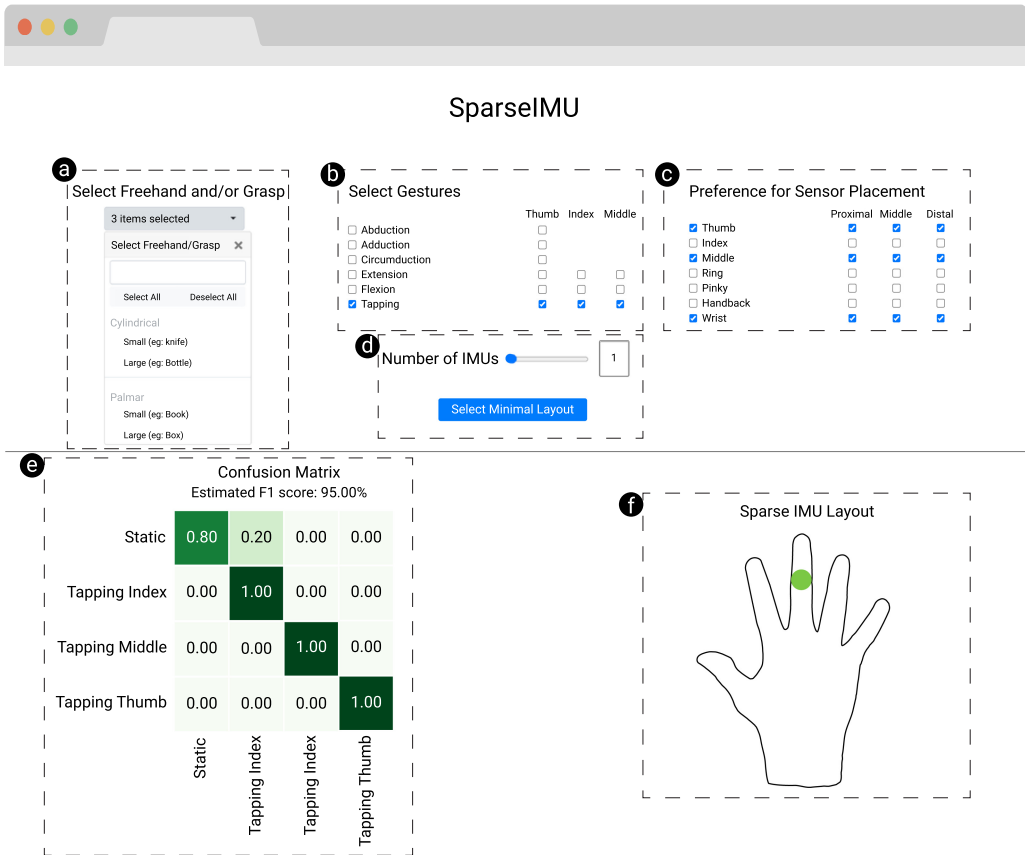 SparseIMU
a
Select Freehand and/or Grasp
3 items selected
Select Freehand/Grasp
Select All Deselect All
Cylindrical
Small (eg: knife)
Large (eg: Bottle)
Palmar
Small (eg: Book)
Large (eg: Box)
b
Select Gestures
Thumb Index Middle
Abduction
Adduction
Circumduction
Extension
Flexion
Tapping
c
Preference for Sensor Placement
Proximal Middle Distal
Thumb
Index
Middle
Ring
Pinky
Handback
Wrist
d
Number of IMUs 1
Select Minimal Layout
e
Confusion Matrix
Estimated F1 score: 95.00%
Static 0.80 0.20 0.00 0.00
Tapping Index 0.00 1.00 0.00 0.00
Tapping Middle 0.00 0.00 1.00 0.00
Tapping Thumb 0.00 0.00 0.00 1.00
Static
Tapping Index
Tapping Index
Tapping Thumb
f
Sparse IMU Layout